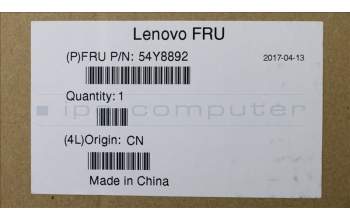 Lenovo FRU
(P)FRU P/N: 54Y8892
2017-04-13
Quantity: 1
ipc-computer
(4L)Origin: CN
Made in China